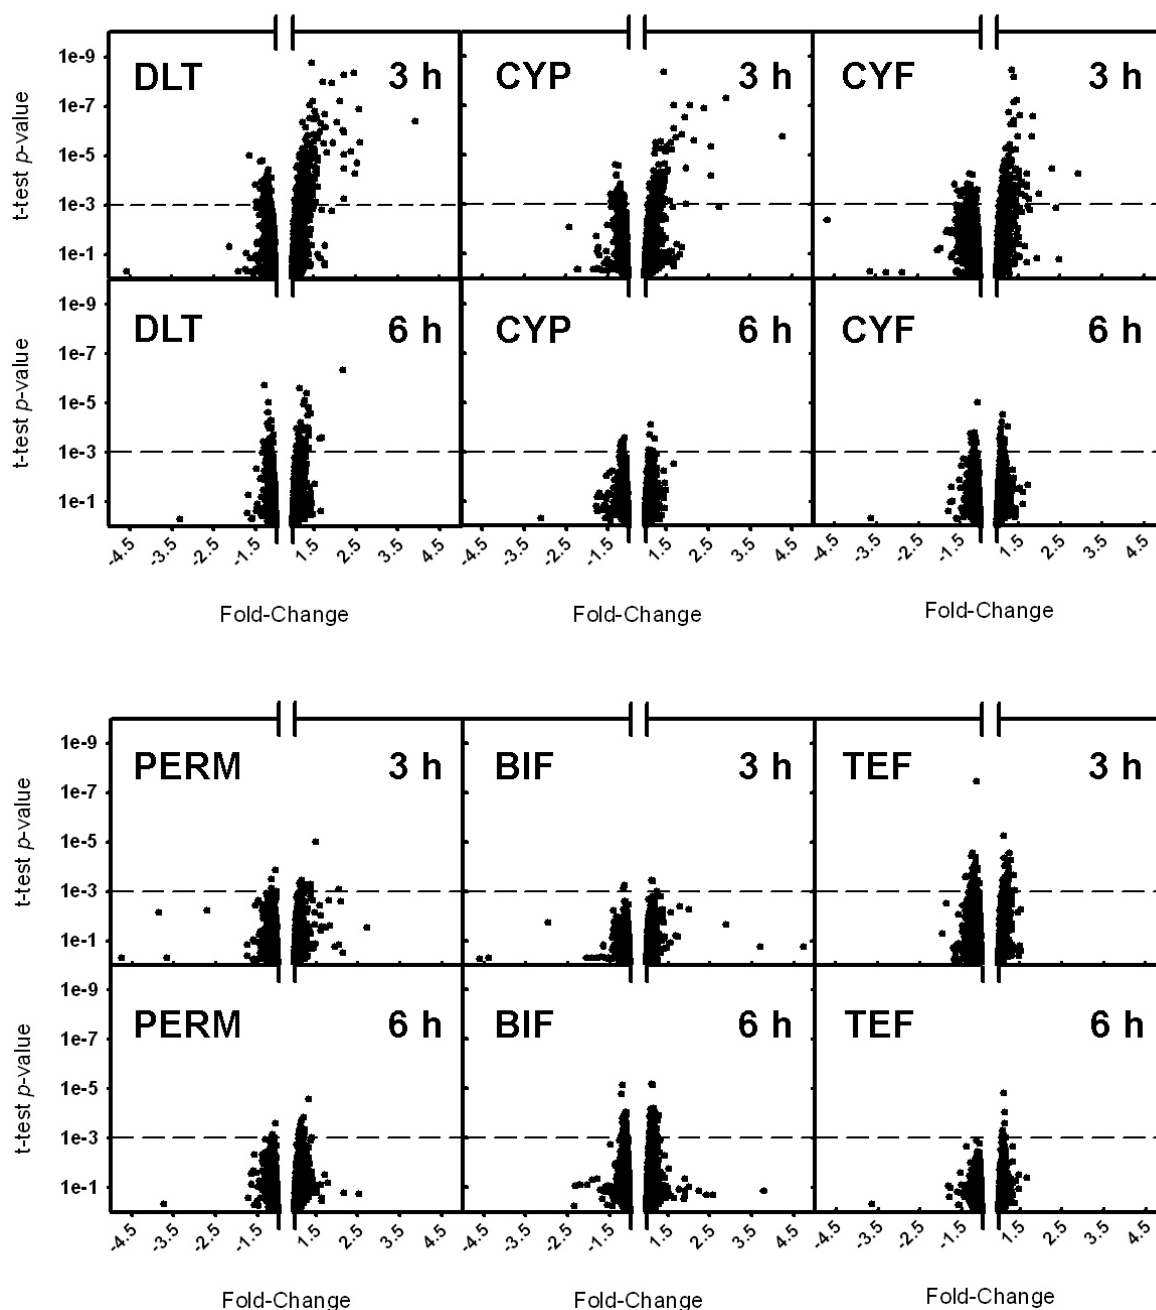 DLT 3 h CYP 3 h CYF 3 h
t-test p-value
1e-9
1e-7
1e-5
1e-3
1e-1
DLT 6 h CYP 6 h CYF 6 h
t-test p-value
1e-9
1e-7
1e-5
1e-3
1e-1
-4.5 -3.5 -2.5 -1.5 1.5 2.5 3.5 4.5 -4.5 -3.5 -2.5 -1.5 1.5 2.5 3.5 4.5 -4.5 -3.5 -2.5 -1.5 1.5 2.5 3.5 4.5
Fold-Change Fold-Change Fold-Change
PERM 3 h BIF 3 h TEF 3 h
t-test p-value
1e-9
1e-7
1e-5
1e-3
1e-1
PERM 6 h BIF 6 h TEF 6 h
t-test p-value
1e-9
1e-7
1e-5
1e-3
1e-1
-4.5 -3.5 -2.5 -1.5 1.5 2.5 3.5 4.5 -4.5 -3.5 -2.5 -1.5 1.5 2.5 3.5 4.5 -4.5 -3.5 -2.5 -1.5 1.5 2.5 3.5 4.5
Fold-Change Fold-Change Fold-Change